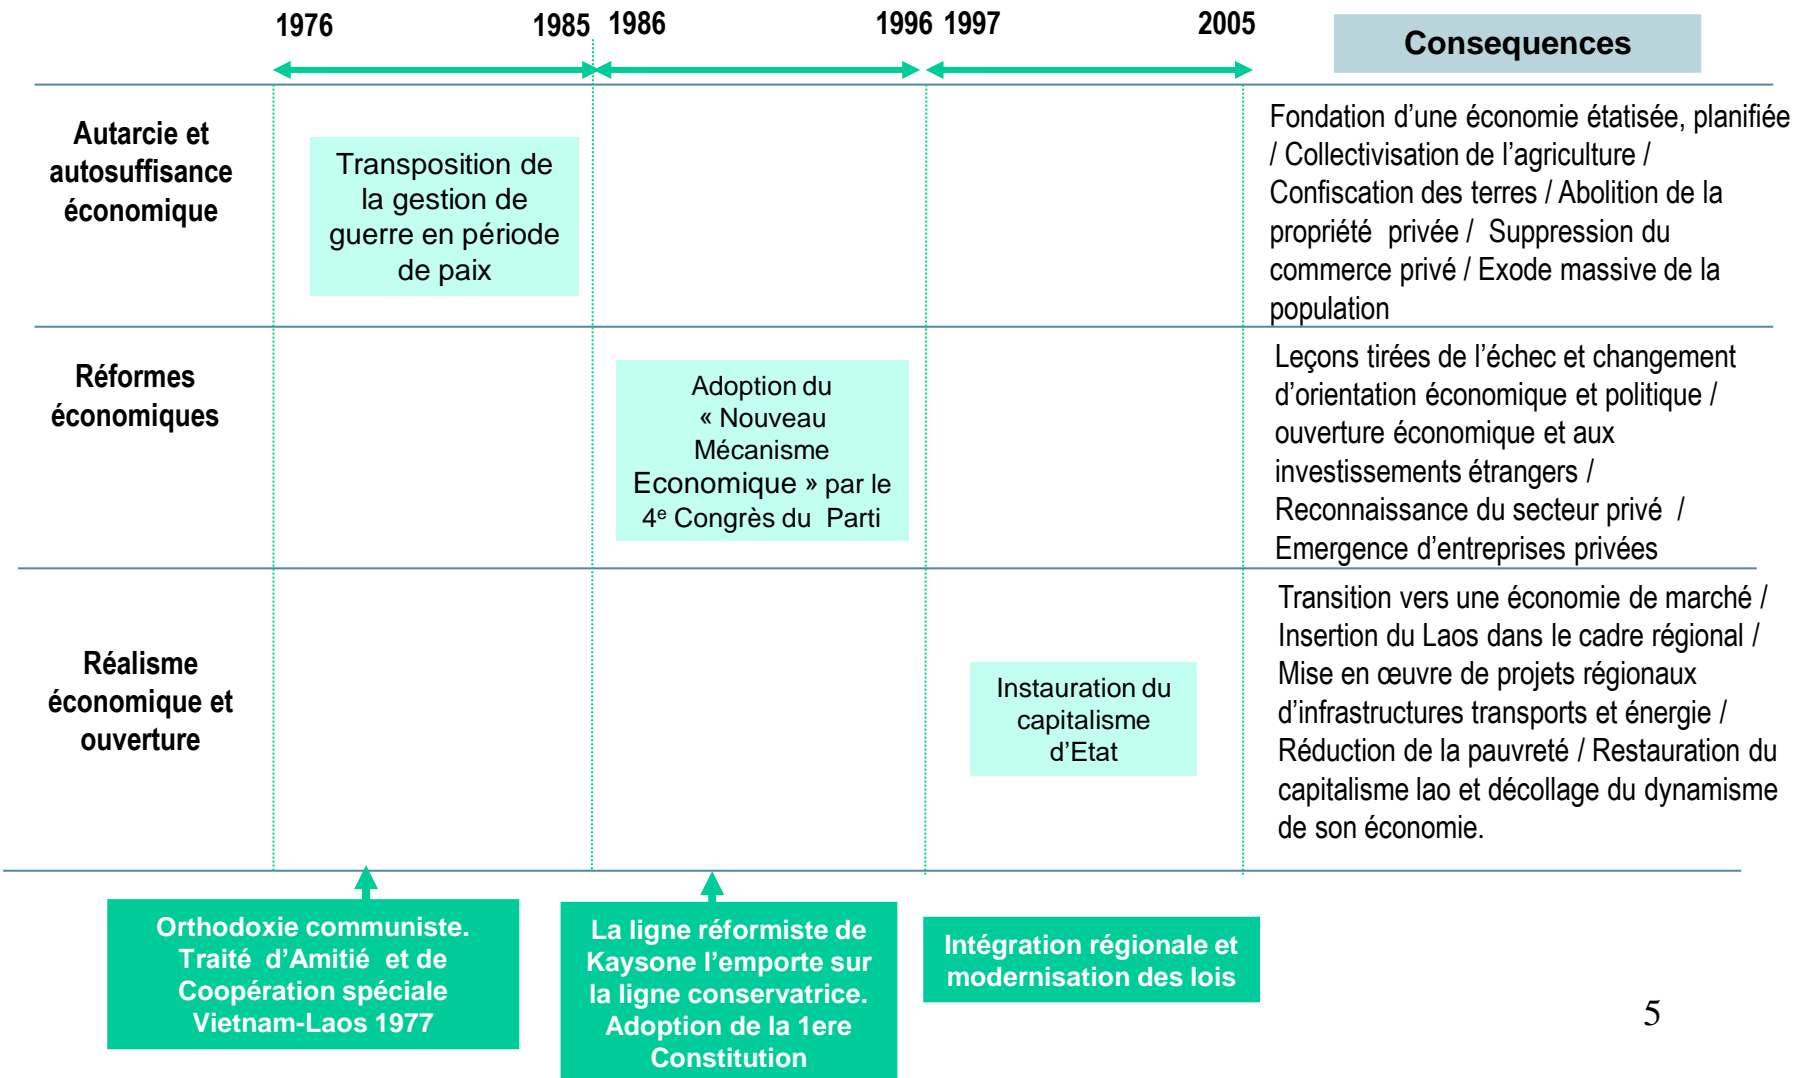 1976 1985 1986 1996 1997 2005
Consequences
Autarcie et
autosuffisance
économique
Transposition de
la gestion de
guerre en période
de paix
Fondation d’une économie étatisée, planifiée
/ Collectivisation de l’agriculture /
Confiscation des terres / Abolition de la
propriété privée / Suppression du
commerce privé / Exode massive de la
population
Réformes
économiques
Adoption du
« Nouveau
Mécanisme
Economique » par le
4e Congrès du Parti
Leçons tirées de l’échec et changement
d’orientation économique et politique /
ouverture économique et aux
investissements étrangers /
Reconnaissance du secteur privé /
Emergence d’entreprises privées
Réalisme
économique et
ouverture
Instauration du
capitalisme
d’Etat
Transition vers une économie de marché /
Insertion du Laos dans le cadre régional /
Mise en œuvre de projets régionaux
d’infrastructures transports et énergie /
Réduction de la pauvreté / Restauration du
capitalisme lao et décollage du dynamisme
de son économie.
Orthodoxie communiste.
Traité d’Amitié et de
Coopération spéciale
Vietnam-Laos 1977
La ligne réformiste de
Kaysone l’emporte sur
la ligne conservatrice.
Adoption de la 1ere
Constitution
Intégration régionale et
modernisation des lois
5